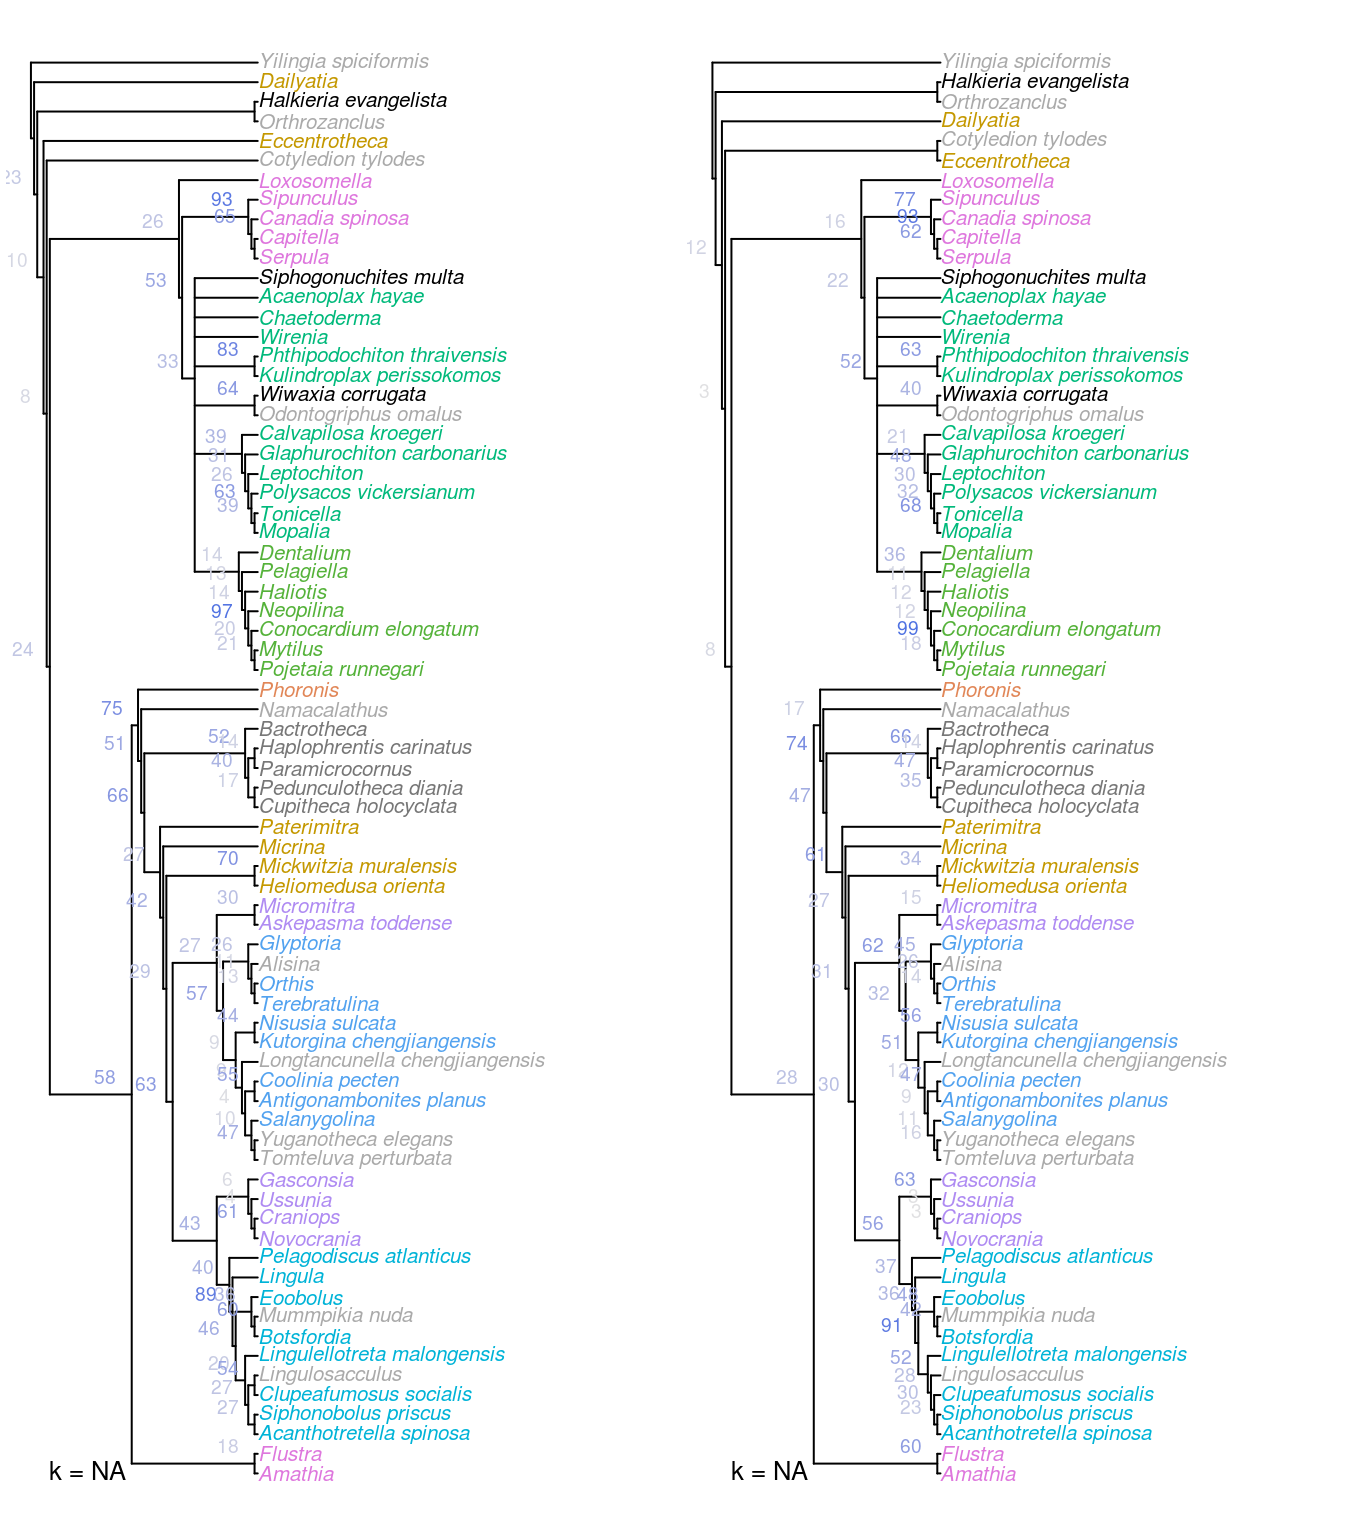 Yilingia spiciformis
Dailyatia
Halkieria evangelista
Orthrozanclus
Eccentrotheca
Cotyledion tylodes
23
Loxosomella
93
Sipunculus
65
Canadia spinosa
26
Capitella
10
Serpula
53
Siphogonuchites multa
Acaenoplax hayae
Chaetoderma
Wirenia
83
Phthipodochiton thraivensis
33
Kulindroplax perissokomos
64
Wiwaxia corrugata
8
Odontogriphus omalus
39
Calvapilosa kroegeri
31
Glaphurochiton carbonarius
26
Leptochiton
63
Polysacos vickersianum
39
Tonicella
Mopalia
14
Dentalium
13
Pelagiella
14
Haliotis
97
Neopilina
20
Conocardium elongatum
21
Mytilus
24
Pojetaia runnegari
Phoronis
75
Namacalathus
52
14
Bactrotheca
51
Haplophrentis carinatus
40
Paramicrocornus
17
Pedunculotheca diania
66
Cupitheca holocyclata
Paterimitra
27
Micrina
70
Mickwitzia muralensis
Heliomedusa orienta
42
30
Micromitra
Askepasma toddense
27
26
Glyptoria
29
Alisina
13
Orthis
57
Terebratulina
44
Nisusia sulcata
9
Kutorgina chengjiangensis
Longtancunella chengjiangensis
55
58
63
Coolinia pecten
4
Antigonambonites planus
10
Salanygolina
47
Yuganotheca elegans
Tomteluva perturbata
6
Gasconsia
4
Ussunia
61
Craniops
43
Novocrania
40
Pelagodiscus atlanticus
Lingula
89
36
Eoobolus
60
Mummpikia nuda
46
Botsfordia
Lingulellotreta malongensis
54
Lingulosacculus
27
Clupeafumosus socialis
27
Siphonobolus priscus
Acanthotretella spinosa
18
Flustra
k = NA
Amathia
Yilingia spiciformis
Halkieria evangelista
Orthrozanclus
Dailyatia
Cotyledion tylodes
Eccentrotheca
Loxosomella
77
Sipunculus
93
Canadia spinosa
16
62
Capitella
12
Serpula
22
Siphogonuchites multa
Acaenoplax hayae
Chaetoderma
Wirenia
63
Phthipodochiton thraivensis
52
Kulindroplax perissokomos
40
Wiwaxia corrugata
3
Odontogriphus omalus
21
Calvapilosa kroegeri
48
Glaphurochiton carbonarius
30
Leptochiton
32
Polysacos vickersianum
68
Tonicella
Mopalia
36
Dentalium
11
Pelagiella
12
Haliotis
12
Neopilina
99
Conocardium elongatum
18
Mytilus
8
Pojetaia runnegari
Phoronis
17
Namacalathus
66
14
Bactrotheca
74
Haplophrentis carinatus
47
Paramicrocornus
35
Pedunculotheca diania
47
Cupitheca holocyclata
Paterimitra
61
Micrina
34
Mickwitzia muralensis
Heliomedusa orienta
27
15
Micromitra
Askepasma toddense
62
45
Glyptoria
31
26
Alisina
14
Orthis
32
Terebratulina
56
Nisusia sulcata
51
Kutorgina chengjiangensis
Longtancunella chengjiangensis
12
47
28
30
Coolinia pecten
9
Antigonambonites planus
11
Salanygolina
16
Yuganotheca elegans
Tomteluva perturbata
63
Gasconsia
3
Ussunia
3
Craniops
56
Novocrania
37
Pelagodiscus atlanticus
Lingula
36
48
Eoobolus
42
Mummpikia nuda
91
Botsfordia
52
Lingulellotreta malongensis
28
Lingulosacculus
30
Clupeafumosus socialis
23
Siphonobolus priscus
Acanthotretella spinosa
60
Flustra
k = NA
Amathia